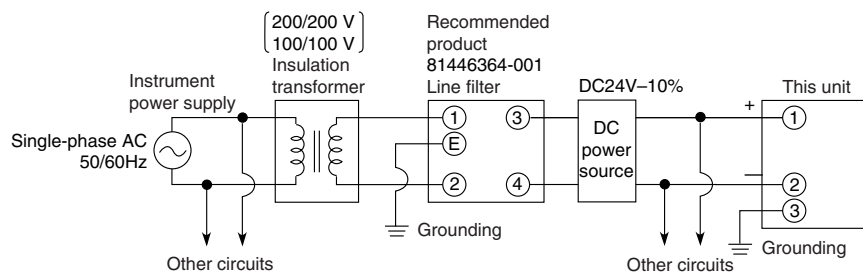 200/200 V
100/100 V
Insulation
transformer
Recommended
product
81446364-001
Line filter
Instrument
power supply
DC24V–10%
This unit
Single-phase AC
50/60Hz
1
E
2
3
4
DC
power
source
+
–
1
2
3
Grounding
Grounding
Other circuits
Other circuits